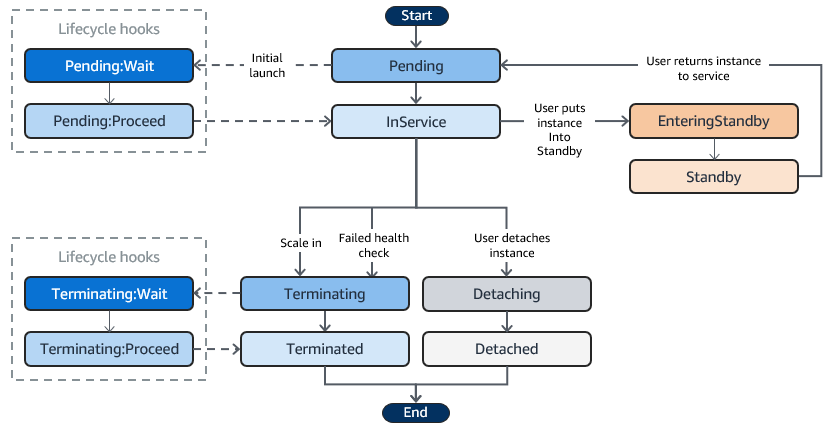 Start
Lifecycle hooks
Pending:Wait
Initial
launch
Pending
User returns instance
to service
Pending:Proceed
InService
User puts
instance
Into
Standby
EnteringStandby
Standby
Scale in
Failed health
check
User detaches
instance
Lifecycle hooks
Terminating:Wait
Terminating
Detaching
Terminating:Proceed
Terminated
Detached
End